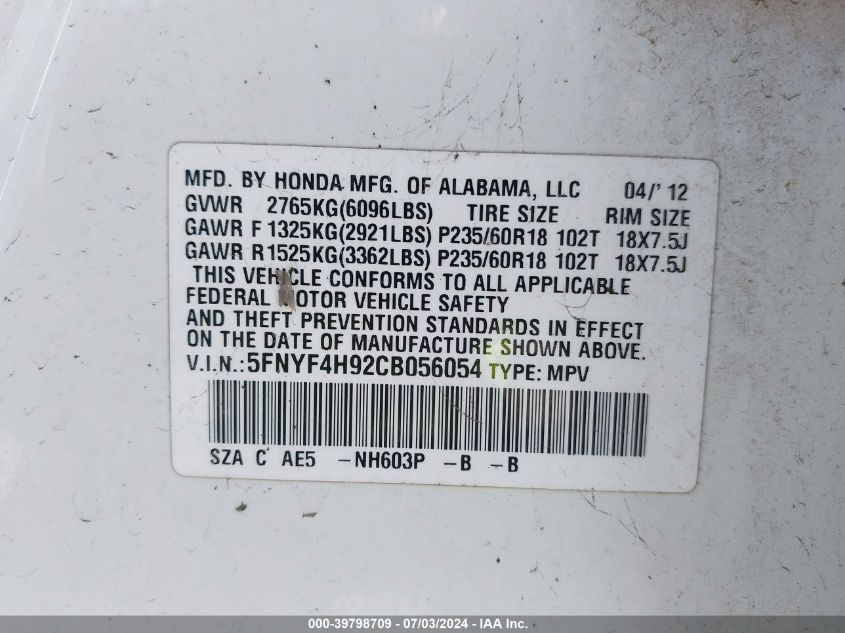 MFD. BY HONDA MFG. OF ALABAMA, LLC 04/' 12
GVWR 2765KG(6096LBS) TIRE SIZE RIM SIZE
GAWR F 1325KG(2921LBS) P235/60R18 102T 18X7.5J
GAWR R1525KG(3362LBS) P235/60R18 102T 18X7.5J
THIS VEHICLE CONFORMS TO ALL APPLICABLE
FEDERAL MOTOR VEHICLE SAFETY
AND THEFT PREVENTION STANDARDS IN EFFECT
ON THE DATE OF MANUFACTURE SHOWN ABOVE.
V.I.N.:5FNYF4H92CB056054 TYPE: MPV
SZA C AE5 -NH603P -B -B
000-39798709 - 07/03/2024 - IAA Inc.